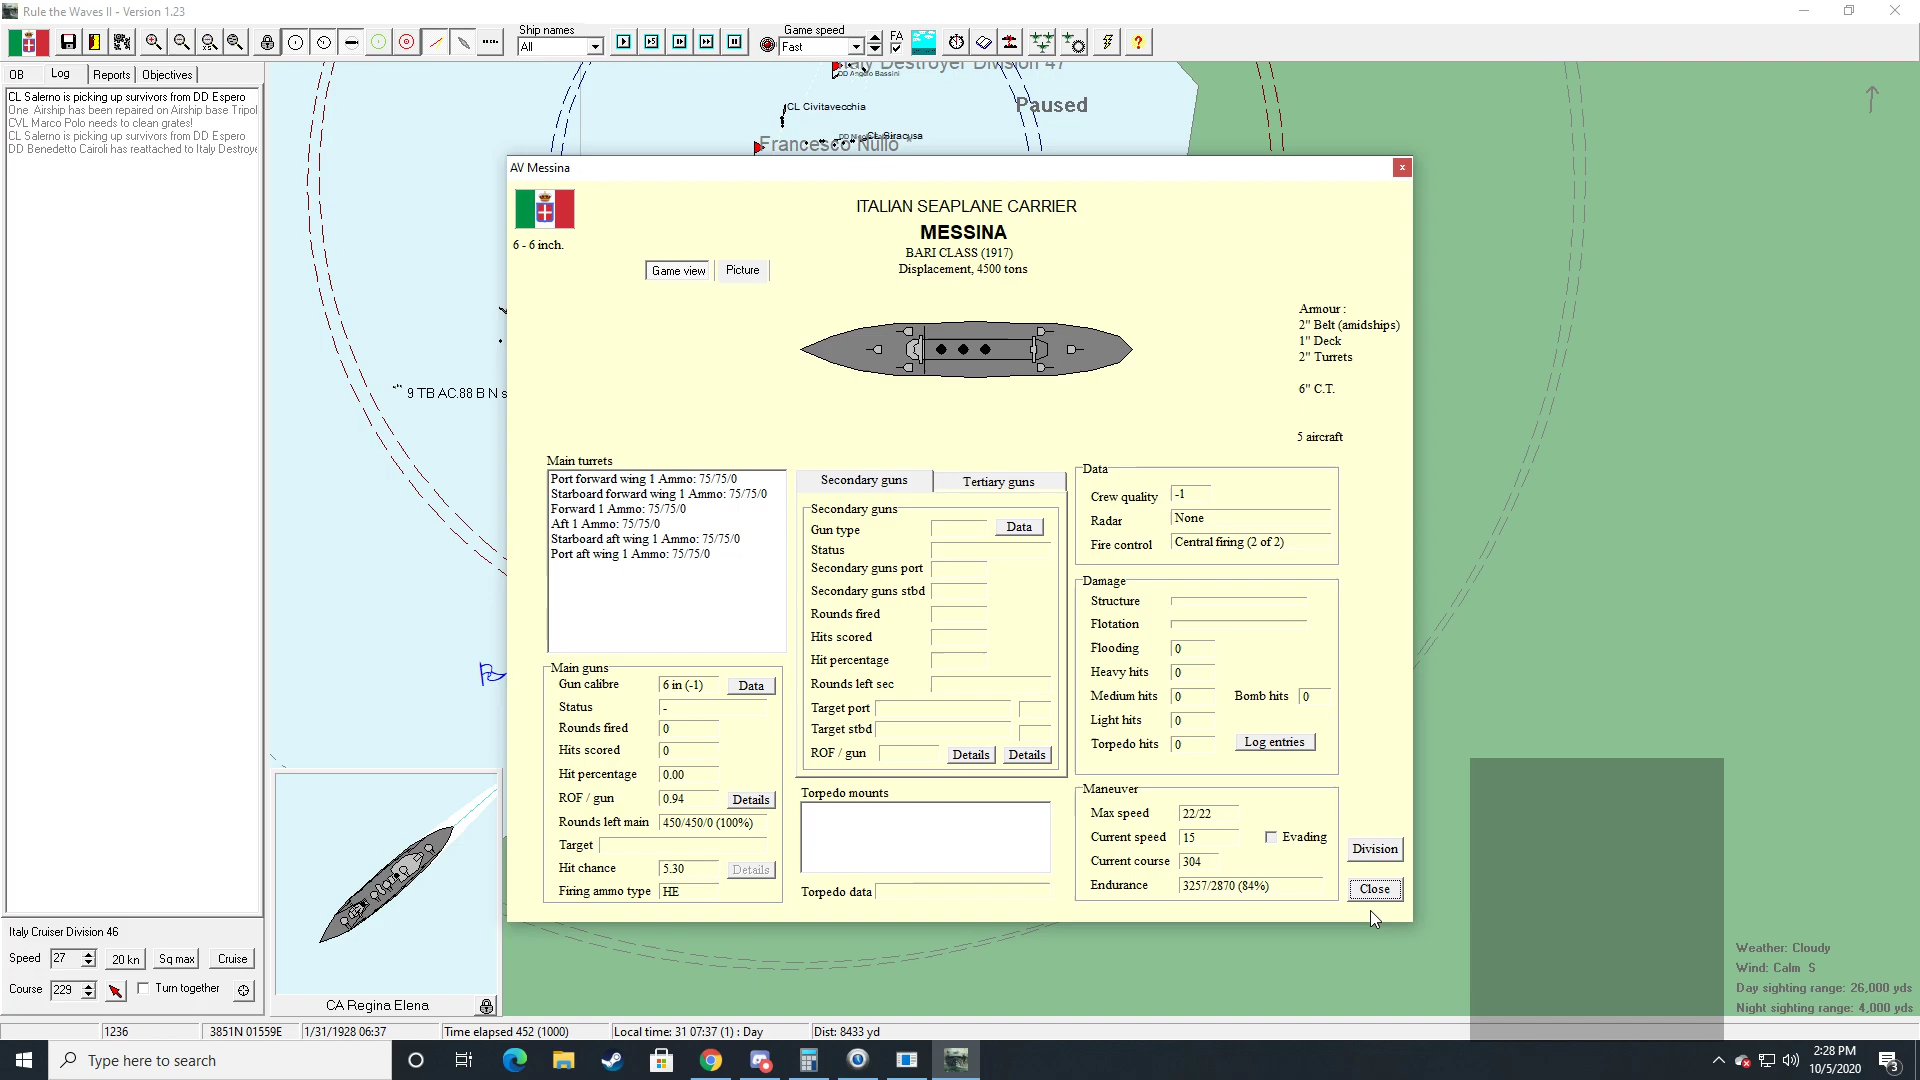 Rule the Waves II - Version 1.23
Ship names
All
Game speed
Fast
FA
OB
Log
Reports
Objectives
CL Salerno is picking up survivors from DD Espero
One Airship has been repaired on Airship base Tripol
CVL Marco Polo needs to clean grates!
CL Salerno is picking up survivors from DD Espero
DD Benedetto Cairoli has reattached to Italy Destroye
Italy Destroyer Division 47
DD Angelo Bassini
CL Civitavecchia
Paused
CL Siracusa
Francesco Nullo
9 TB AC.88 B N s
AV Messina
ITALIAN SEAPLANE CARRIER
MESSINA
BARI CLASS (1917)
Displacement, 4500 tons
6 - 6 inch.
Game view
Picture
Armour :
2" Belt (amidships)
1" Deck
2" Turrets
6" C.T.
5 aircraft
Main turrets
Port forward wing 1 Ammo: 75/75/0
Starboard forward wing 1 Ammo: 75/75/0
Forward 1 Ammo: 75/75/0
Aft 1 Ammo: 75/75/0
Starboard aft wing 1 Ammo: 75/75/0
Port aft wing 1 Ammo: 75/75/0
Main guns
Gun calibre 6 in (-1) Data
Status -
Rounds fired 0
Hits scored 0
Hit percentage 0.00
ROF / gun 0.94 Details
Rounds left main 450/450/0 (100%)
Target
Hit chance 5.30 Details
Firing ammo type HE
Secondary guns
Tertiary guns
Secondary guns
Gun type Data
Status
Secondary guns port
Secondary guns stbd
Rounds fired
Hits scored
Hit percentage
Rounds left sec
Target port
Target stbd
ROF / gun Details Details
Torpedo mounts
Torpedo data
Data
Crew quality -1
Radar None
Fire control Central firing (2 of 2)
Damage
Structure
Flotation
Flooding 0
Heavy hits 0
Medium hits 0 Bomb hits 0
Light hits 0
Torpedo hits 0 Log entries
Maneuver
Max speed 22/22
Current speed 15 Evading
Current course 304
Endurance 3257/2870 (84%)
Division
Close
Italy Cruiser Division 46
Speed 27 20 kn Sq max Cruise
Course 229 Turn together
CA Regina Elena
Weather: Cloudy
Wind: Calm S
Day sighting range: 26,000 yds
Night sighting range: 4,000 yds
1236
3851N 01559E
1/31/1928 06:37
Time elapsed 452 (1000)
Local time: 31 07:37 (1) : Day
Dist: 8433 yd
Type here to search
2:28 PM
10/5/2020
3